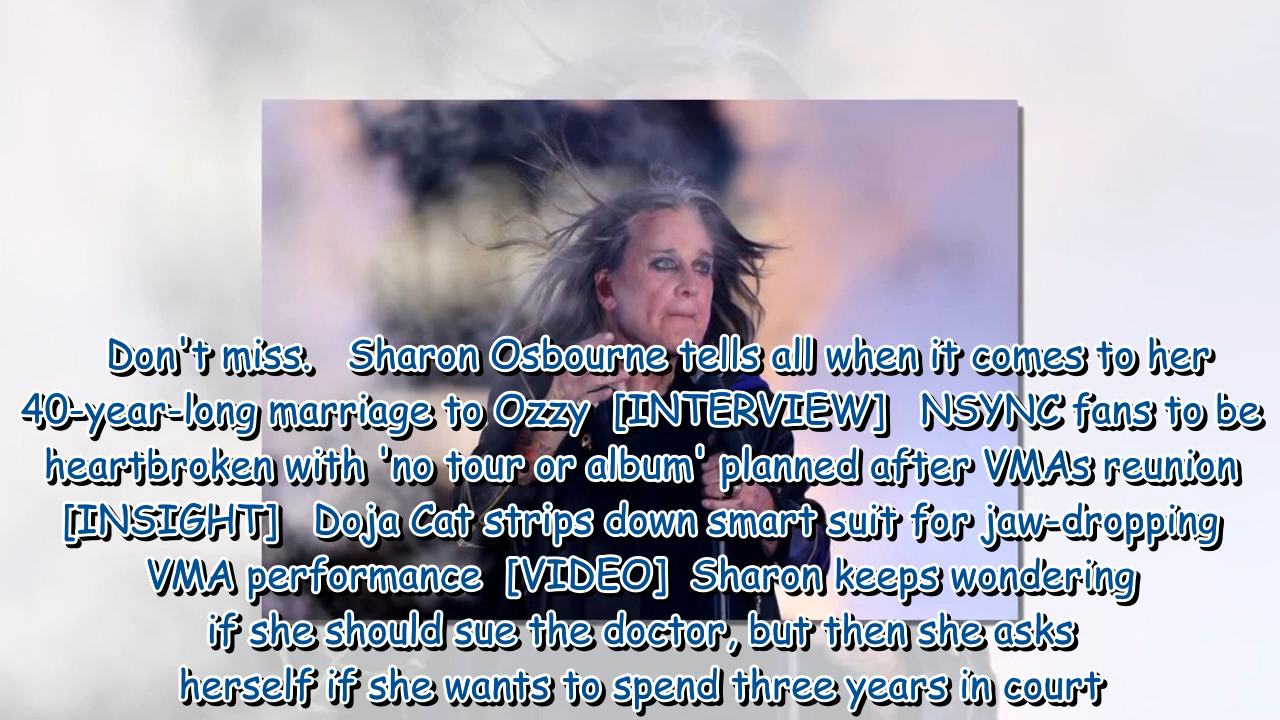 Don't miss. Sharon Osbourne tells all when it comes to her
40-year-long marriage to Ozzy [INTERVIEW] NSYNC fans to be
heartbroken with 'no tour or album' planned after VMAs reunion
[INSIGHT] Doja Cat strips down smart suit for jaw-dropping
VMA performance [VIDEO] Sharon keeps wondering
if she should sue the doctor, but then she asks
herself if she wants to spend three years in court